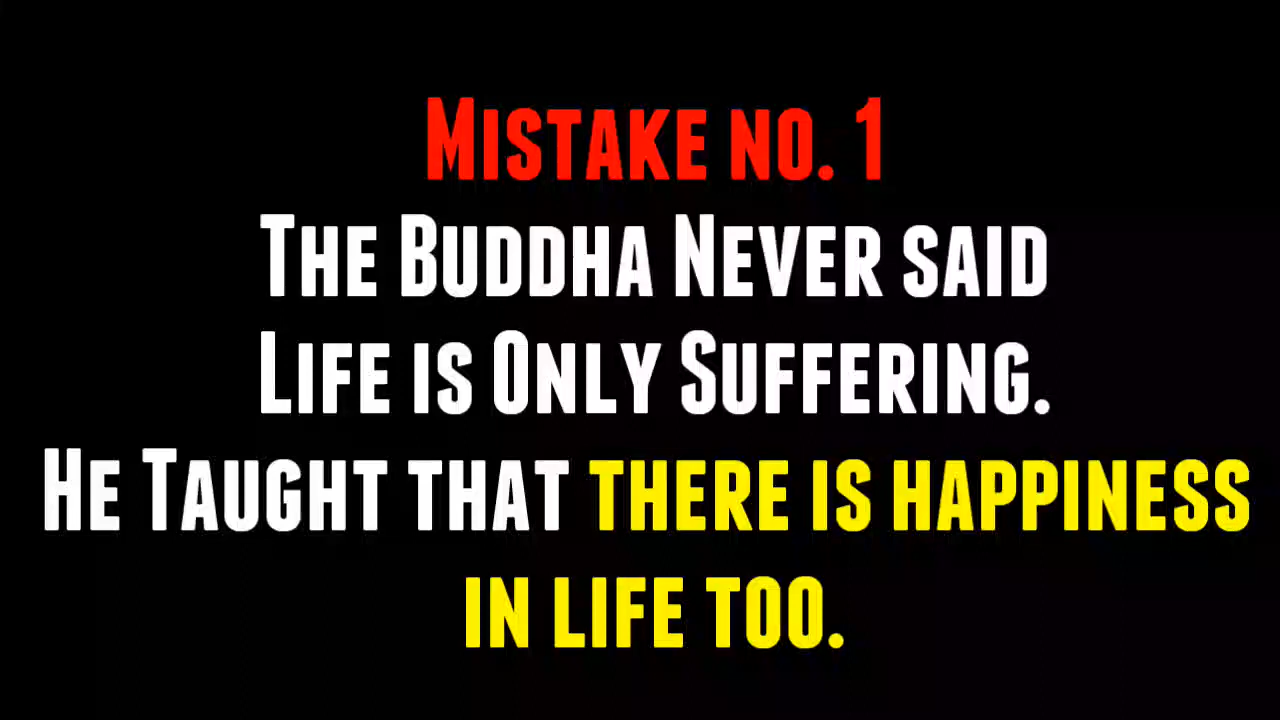 Mistake no. 1
The Buddha Never said
Life is Only Suffering.
He Taught that there is happiness
in life too.